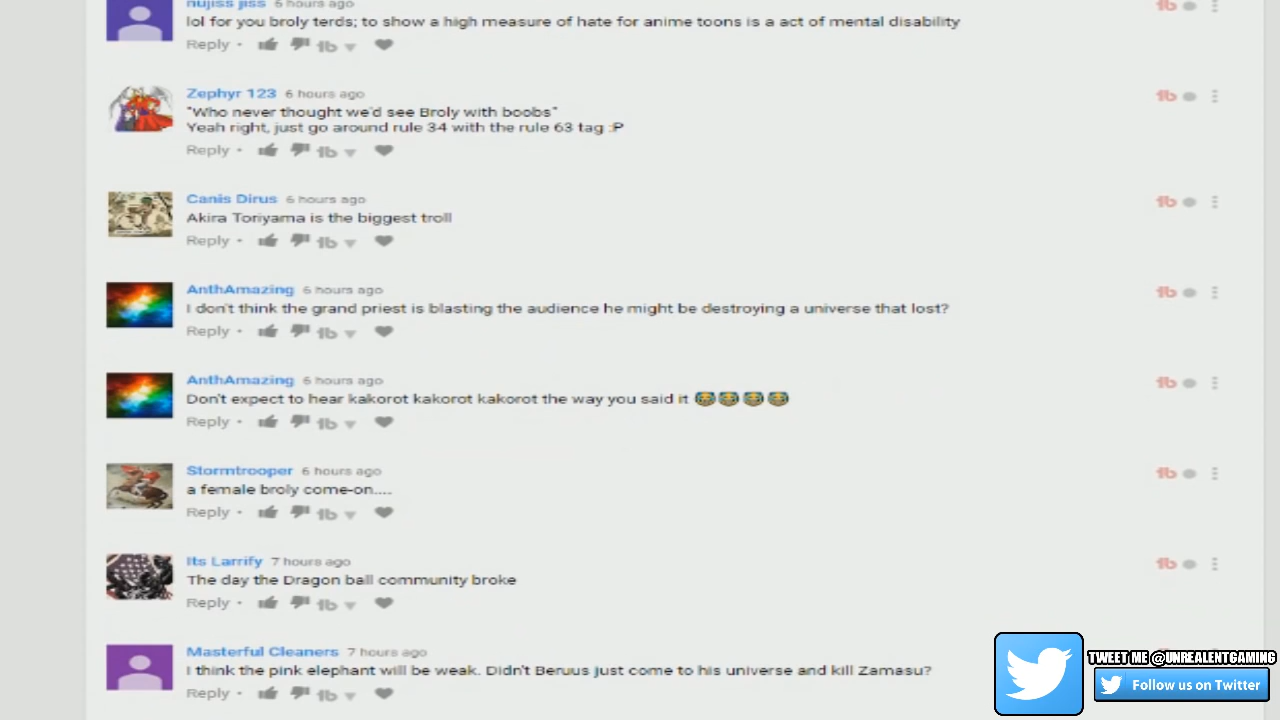 nujiss jiss 6 hours ago
lol for you broly terds; to show a high measure of hate for anime toons is a act of mental disability
Reply •
Zephyr 123 6 hours ago
"Who never thought we'd see Broly with boobs"
Yeah right, just go around rule 34 with the rule 63 tag :P
Reply •
Canis Dirus 6 hours ago
Akira Toriyama is the biggest troll
Reply •
AnthAmazing 6 hours ago
I don't think the grand priest is blasting the audience he might be destroying a universe that lost?
Reply •
AnthAmazing 6 hours ago
Don't expect to hear kakorot kakorot kakorot the way you said it 😂😂😂😂
Reply •
Stormtrooper 6 hours ago
a female broly come-on....
Reply •
Its Larrify 7 hours ago
The day the Dragon ball community broke
Reply •
Masterful Cleaners 7 hours ago
I think the pink elephant will be weak. Didn't Beruus just come to his universe and kill Zamasu?
Reply •
TWEET ME @UNREALENTGAMING
Follow us on Twitter